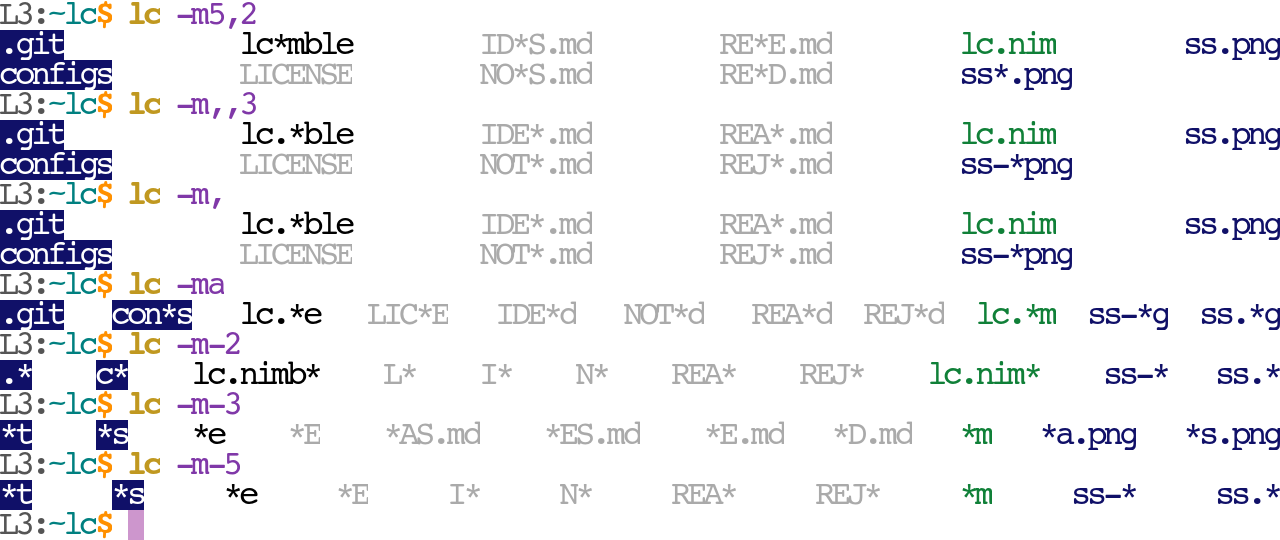 L3:~lc$ lc -m5,2
.git lc*mble ID*S.md RE*E.md lc.nim ss.png
configs LICENSE NO*S.md RE*D.md ss*.png
L3:~lc$ lc -m,,3
.git lc.*ble IDE*.md REA*.md lc.nim ss.png
configs LICENSE NOT*.md REJ*.md ss-*png
L3:~lc$ lc -m,
.git lc.*ble IDE*.md REA*.md lc.nim ss.png
configs LICENSE NOT*.md REJ*.md ss-*png
L3:~lc$ lc -ma
.git con*s lc.*e LIC*E IDE*d NOT*d REA*d REJ*d lc.*m ss-*g ss.*g
L3:~lc$ lc -m-2
.* c* lc.nimb* L* I* N* REA* REJ* lc.nim* ss-* ss.*
L3:~lc$ lc -m-3
*t *s *e *E *AS.md *ES.md *E.md *D.md *m *a.png *s.png
L3:~lc$ lc -m-5
*t *s *e *E I* N* REA* REJ* *m ss-* ss.*
L3:~lc$